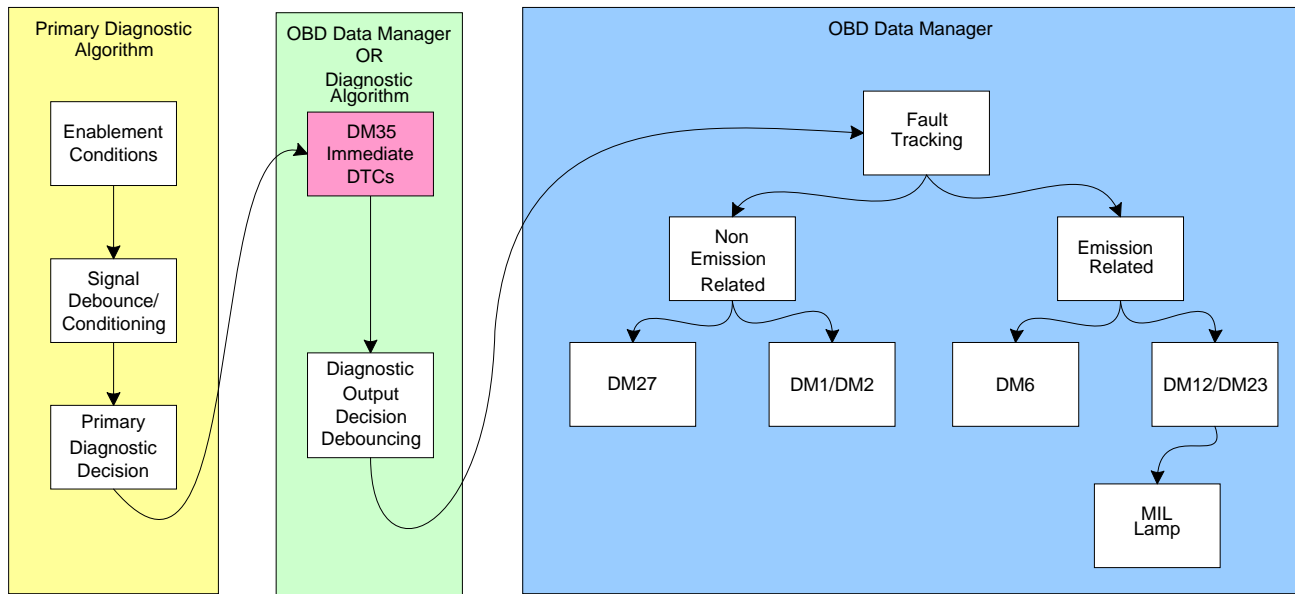 Primary Diagnostic
Algorithm
Enablement
Conditions
Signal
Debounce/
Conditioning
Primary
Diagnostic
Decision
OBD Data Manager
OR
Diagnostic
Algorithm
DM35
Immediate
DTCs
Diagnostic
Output
Decision
Debouncing
OBD Data Manager
Fault
Tracking
Non
Emission
Related
Emission
Related
DM27
DM1/DM2
DM6
DM12/DM23
MIL
Lamp